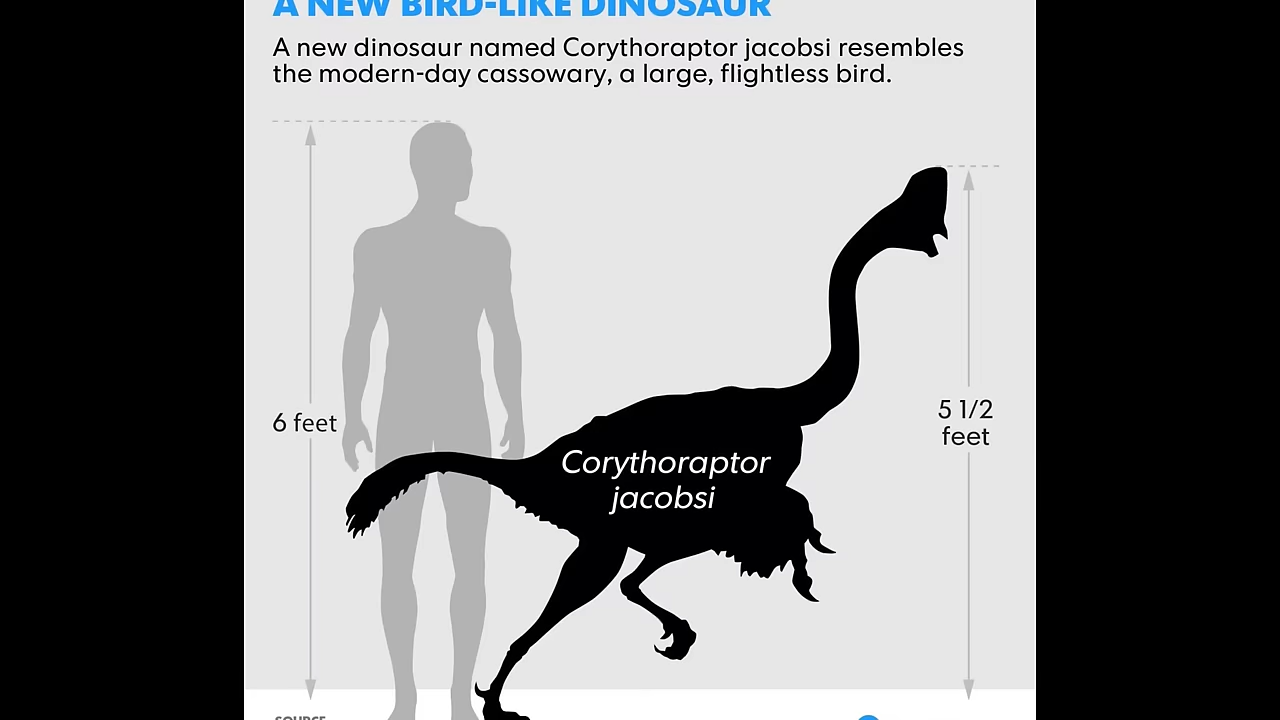 A NEW BIRD-LIKE DINOSAUR
A new dinosaur named Corythoraptor jacobsi resembles
the modern-day cassowary, a large, flightless bird.
6 feet
5 1/2
feet
Corythoraptor
jacobsi
SOURCE